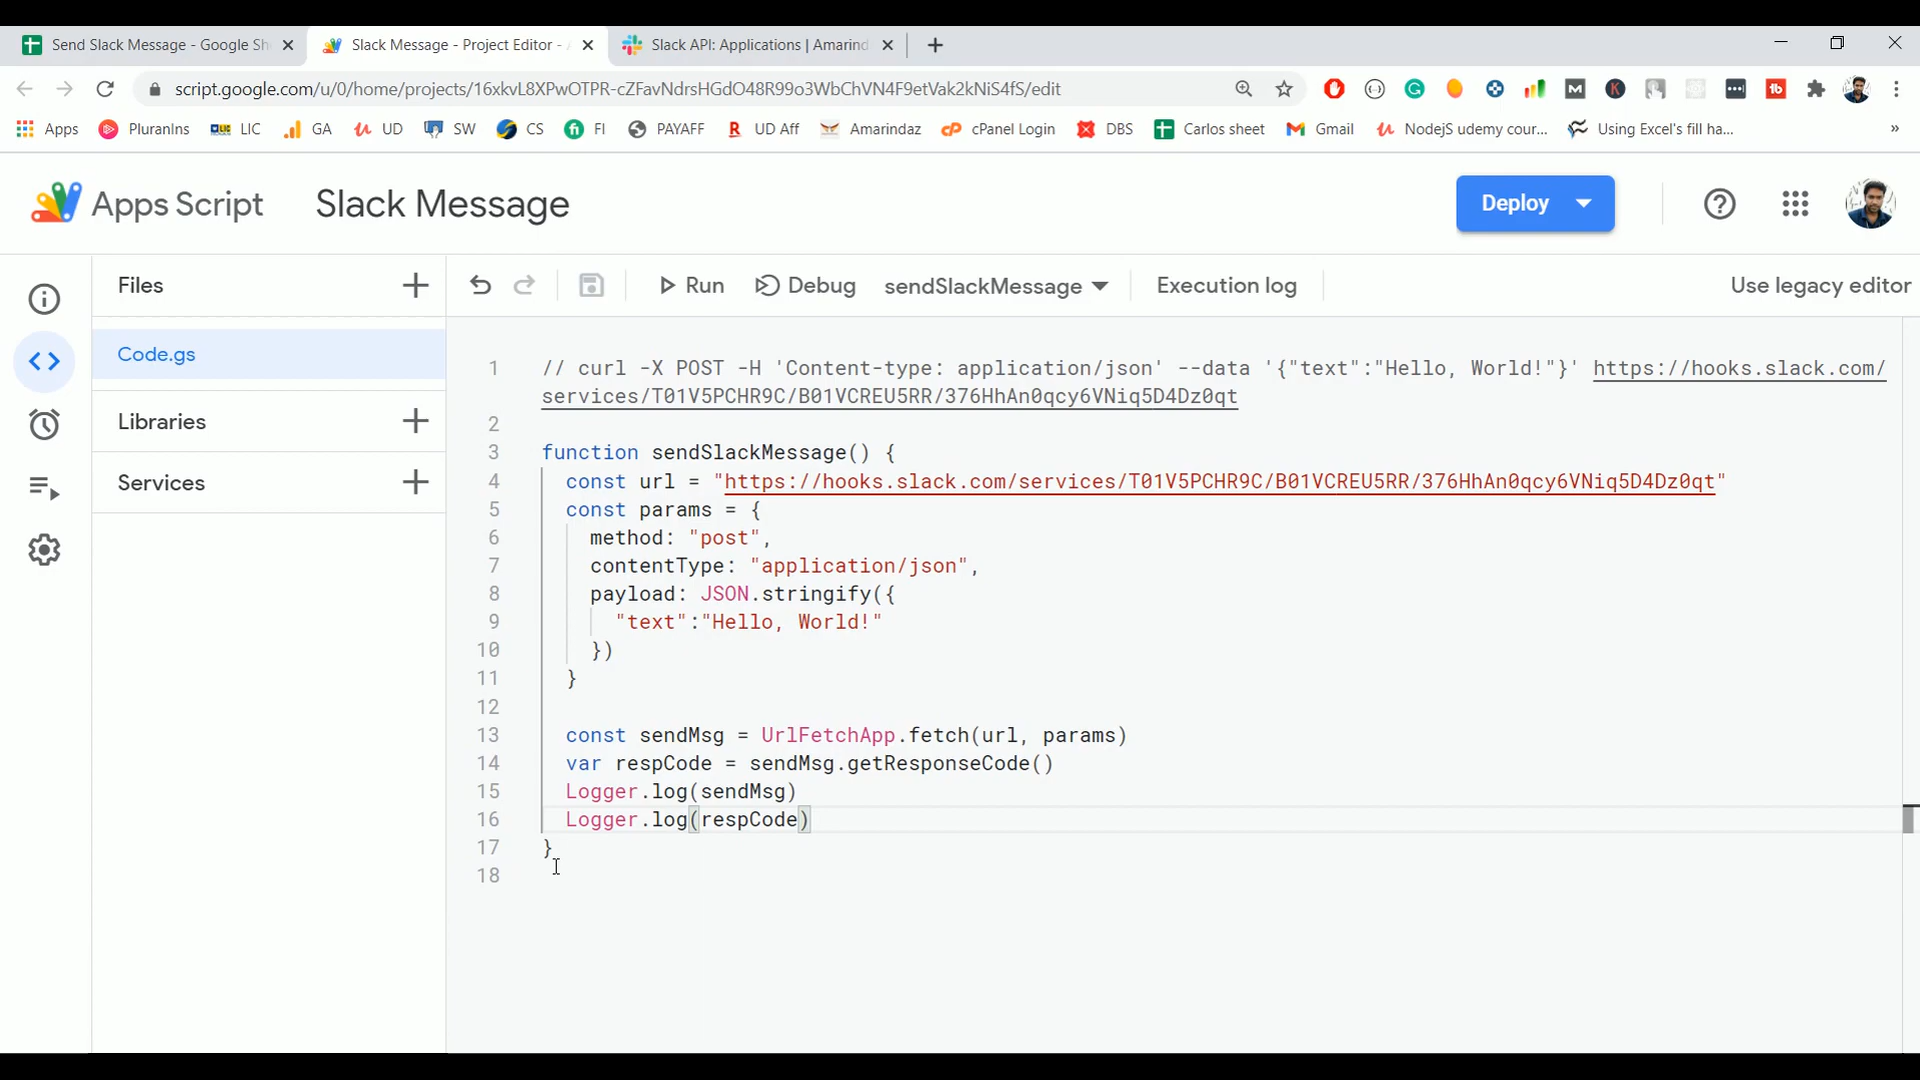 Send Slack Message - Google Sh
Slack Message - Project Editor -
Slack API: Applications | Amarind
script.google.com/u/0/home/projects/16xkvL8XPwOTPR-cZFavNdrsHGdO48R99o3WbChVN4F9etVak2kNiS4fS/edit
Apps PluralIns LIC GA UD SW CS FI PAYAFF UD Aff Amarindaz cPanel Login DBS Carlos sheet Gmail NodejS udemy cour... Using Excel's fill ha... »
Apps Script Slack Message Deploy
Files
Run Debug sendSlackMessage Execution log Use legacy editor
Code.gs
Libraries
Services
1 // curl -X POST -H 'Content-type: application/json' --data '{"text":"Hello, World!"}' https://hooks.slack.com/
services/T01V5PCHR9C/B01VCREU5RR/376HhAn0qcy6VNiq5D4Dz0qt
2
3 function sendSlackMessage() {
4 const url = "https://hooks.slack.com/services/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"
5 const params = {
6 method: "post",
7 contentType: "application/json",
8 payload: JSON.stringify({
9 "text":"Hello, World!"
10 })
11 }
12
13 const sendMsg = UrlFetchApp.fetch(url, params)
14 var respCode = sendMsg.getResponseCode()
15 Logger.log(sendMsg)
16 Logger.log(respCode)
17 }
18